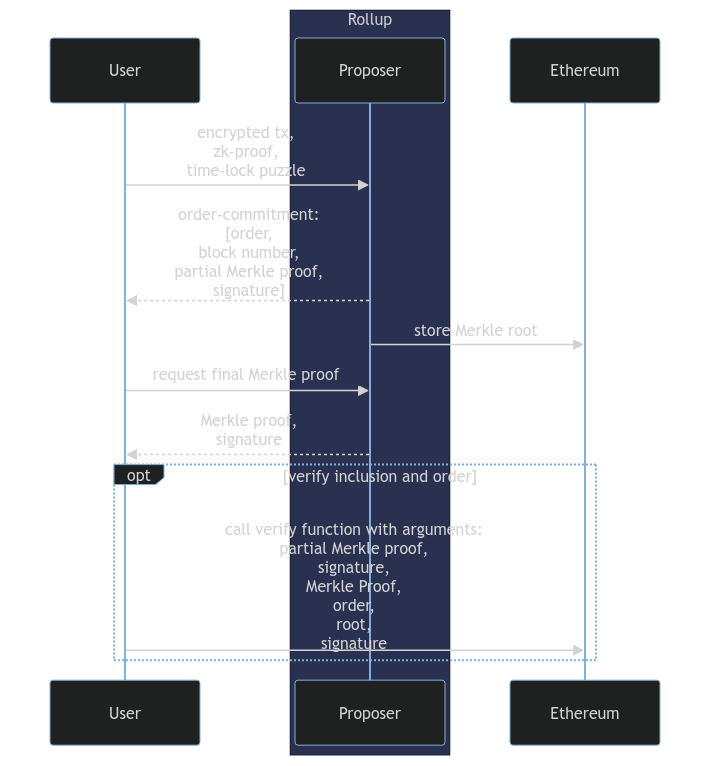 Rollup
User
Proposer
Ethereum
encrypted tx,
zk-proof,
time-lock puzzle
order-commitment:
[order,
block number,
partial Merkle proof,
signature]
store Merkle root
request final Merkle proof
Merkle proof,
signature
opt
[verify inclusion and order]
call verify function with arguments:
partial Merkle proof,
signature,
Merkle Proof,
order,
root,
signature
User
Proposer
Ethereum